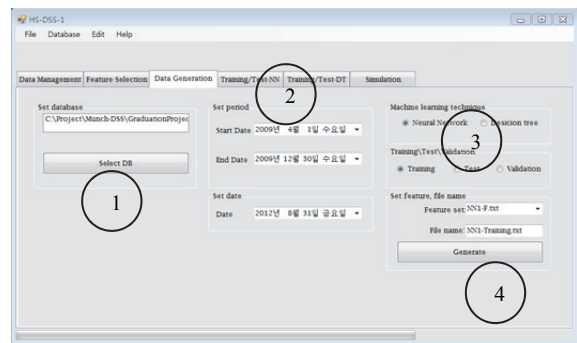 HS-DSS-1
File Database Edit Help
Data Management Feature Selection Data Generation Training/Test-NN Training/Test-DT Simulation
Set database
C:\Project\Munch-DSS\GraduationProjec
Select DB
1
Set period
2
Start Date 2009년 4월 1일 수요일
End Date 2009년 12월 30일 수요일
Set date
Date 2012년 8월 31일 금요일
Machine learning technique
Neural Network Desicion tree
3
Training\Test\Validation
Training Test Validation
Set feature, file name
Feature set NN1-F.txt
File name: NN1-Training.txt
Generate
4